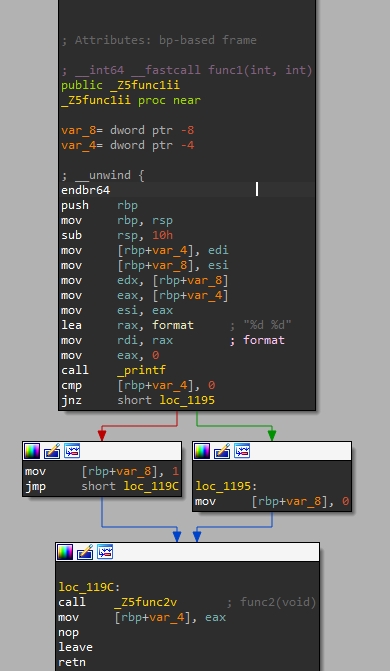 ; Attributes: bp-based frame
; __int64 __fastcall func1(int, int)
public _Z5func1ii
_Z5func1ii proc near
var_8= dword ptr -8
var_4= dword ptr -4
; __unwind {
endbr64
push rbp
mov rbp, rsp
sub rsp, 10h
mov [rbp+var_4], edi
mov [rbp+var_8], esi
mov edx, [rbp+var_8]
mov eax, [rbp+var_4]
mov esi, eax
lea rax, format ; "%d %d"
mov rdi, rax ; format
mov eax, 0
call _printf
cmp [rbp+var_4], 0
jnz short loc_1195
mov [rbp+var_8], 1
jmp short loc_119C
loc_1195:
mov [rbp+var_8], 0
loc_119C:
call _Z5func2v ; func2(void)
mov [rbp+var_4], eax
nop
leave
retn